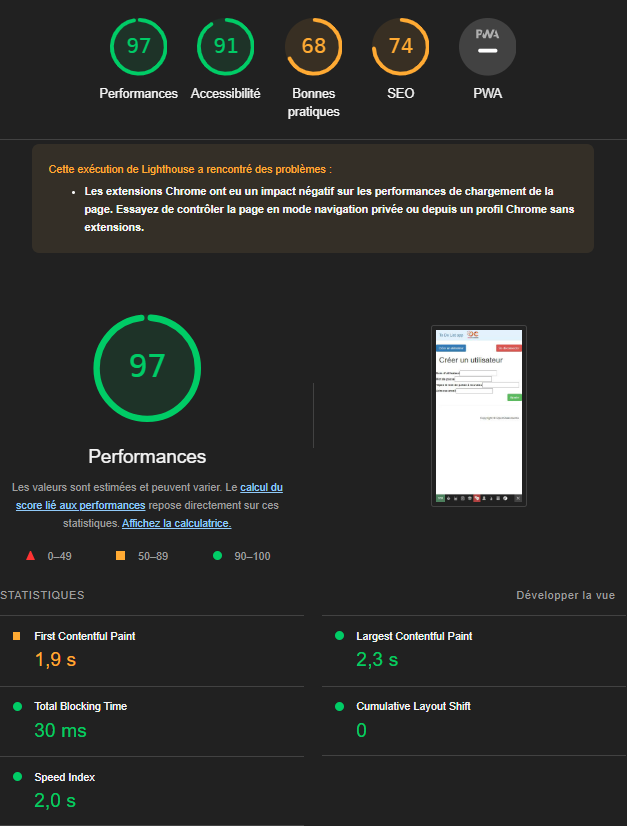 97
91
68
74
PWA
Performances
Accessibilité
Bonnes
pratiques
SEO
PWA
Cette exécution de Lighthouse a rencontré des problèmes :
• Les extensions Chrome ont eu un impact négatif sur les performances de chargement de la
page. Essayez de contrôler la page en mode navigation privée ou depuis un profil Chrome sans
extensions.
97
Performances
Les valeurs sont estimées et peuvent varier. Le calcul du
score lié aux performances repose directement sur ces
statistiques. Affichez la calculatrice.
0–49
50–89
90–100
Créer un utilisateur
STATISTIQUES
Développer la vue
First Contentful Paint
1,9 s
Largest Contentful Paint
2,3 s
Total Blocking Time
30 ms
Cumulative Layout Shift
0
Speed Index
2,0 s